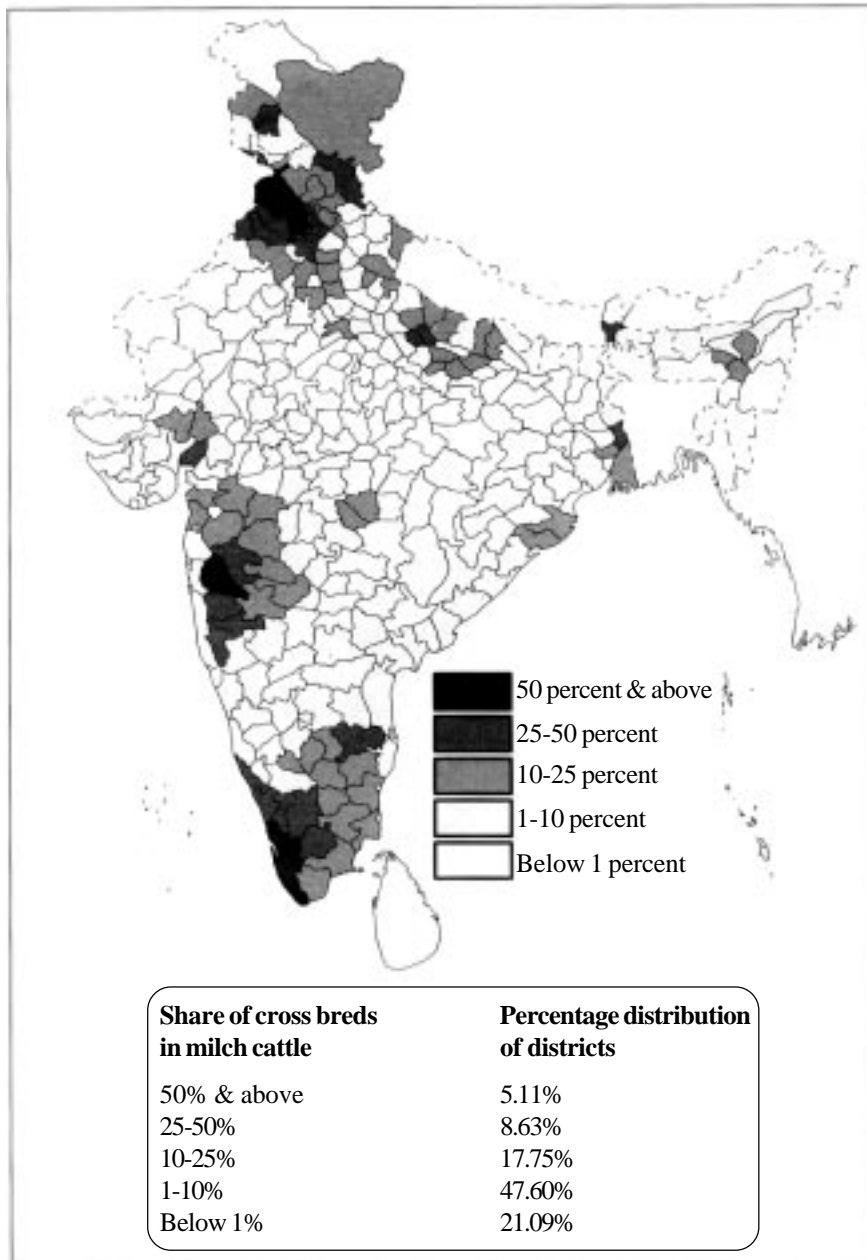 50 percent & above
25-50 percent
10-25 percent
1-10 percent
Below 1 percent
Share of cross breds Percentage distribution
in milch cattle of districts
50% & above 5.11%
25-50% 8.63%
10-25% 17.75%
1-10% 47.60%
Below 1% 21.09%